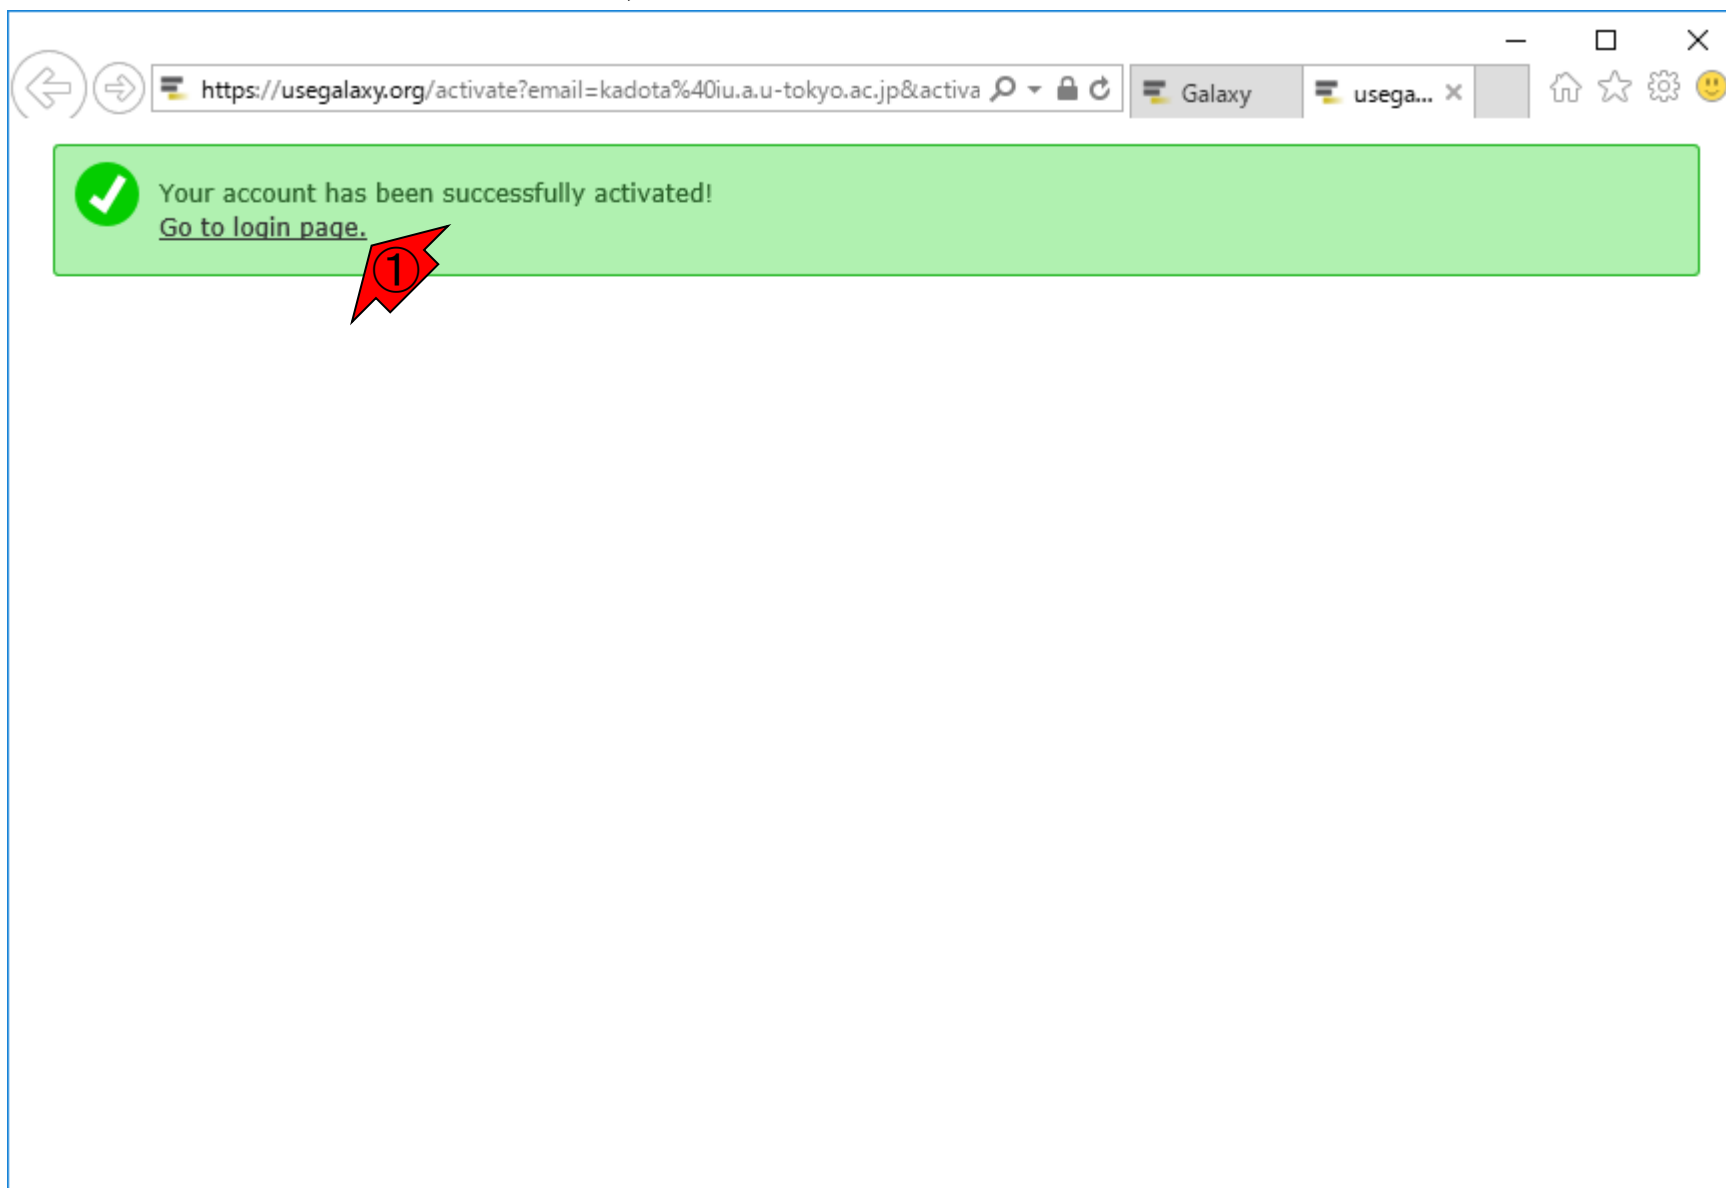 https://usegalaxy.org/activate?email=kadota%40iu.a.u-tokyo.ac.jp&activa
Galaxy
usega...
Your account has been successfully activated!
Go to login page.
①